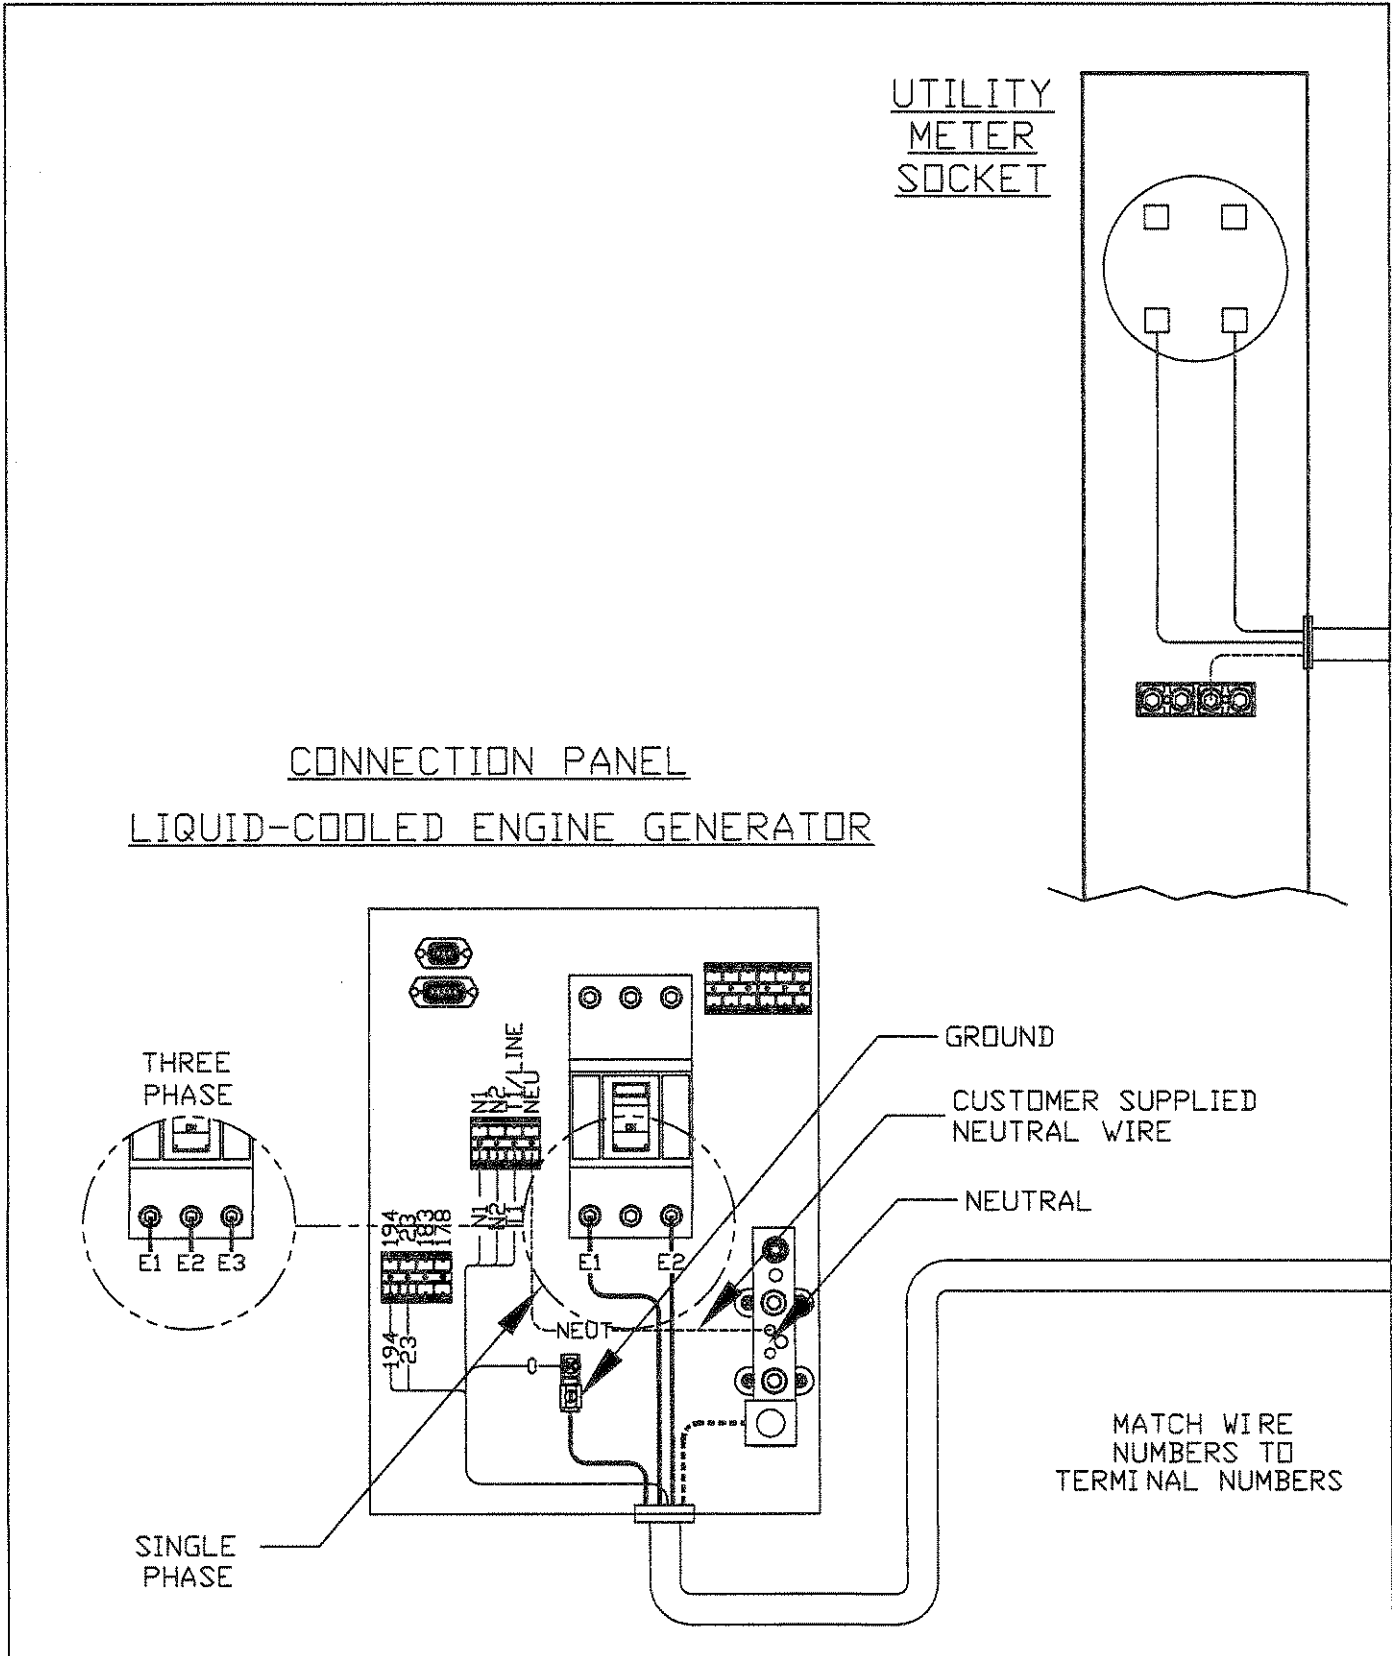 UTILITY
METER
SOCKET
CONNECTION PANEL
LIQUID-COOLED ENGINE GENERATOR
THREE
PHASE
E1 E2 E3
N1
N2
T1/LINE
NEU
194
23
183
178
N1
N2
L1
194
23
E1
E2
NEUT
GROUND
CUSTOMER SUPPLIED
NEUTRAL WIRE
NEUTRAL
MATCH WIRE
NUMBERS TO
TERMINAL NUMBERS
SINGLE
PHASE